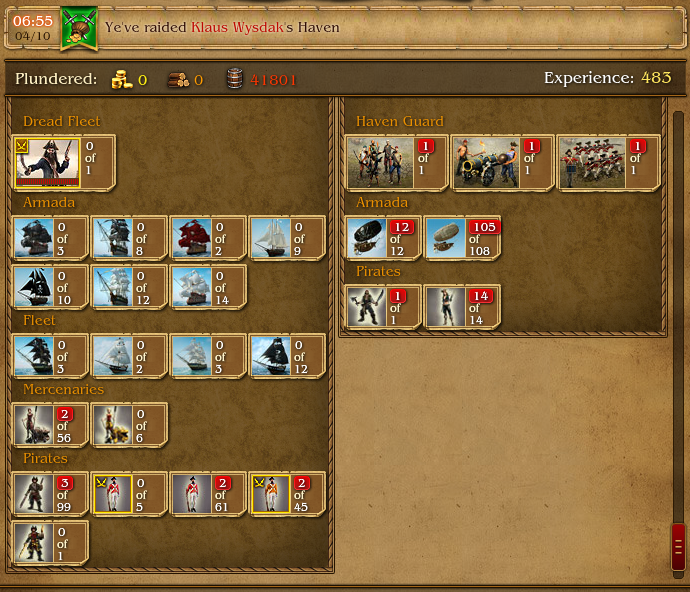 06:55
04/10
Ye've raided Klaus Wysdak's Haven
Plundered: 0 0 41801 Experience: 483
Dread Fleet
0 of 1
Armada
0 of 3 0 of 8 0 of 2 0 of 9
0 of 10 0 of 12 0 of 14
Fleet
0 of 3 0 of 2 0 of 3 0 of 12
Mercenaries
2 of 56 0 of 6
Pirates
3 of 99 0 of 5 2 of 61 2 of 45
0 of 1
Haven Guard
1 of 1 1 of 1 1 of 1
Armada
12 of 12 105 of 108
Pirates
1 of 1 14 of 14